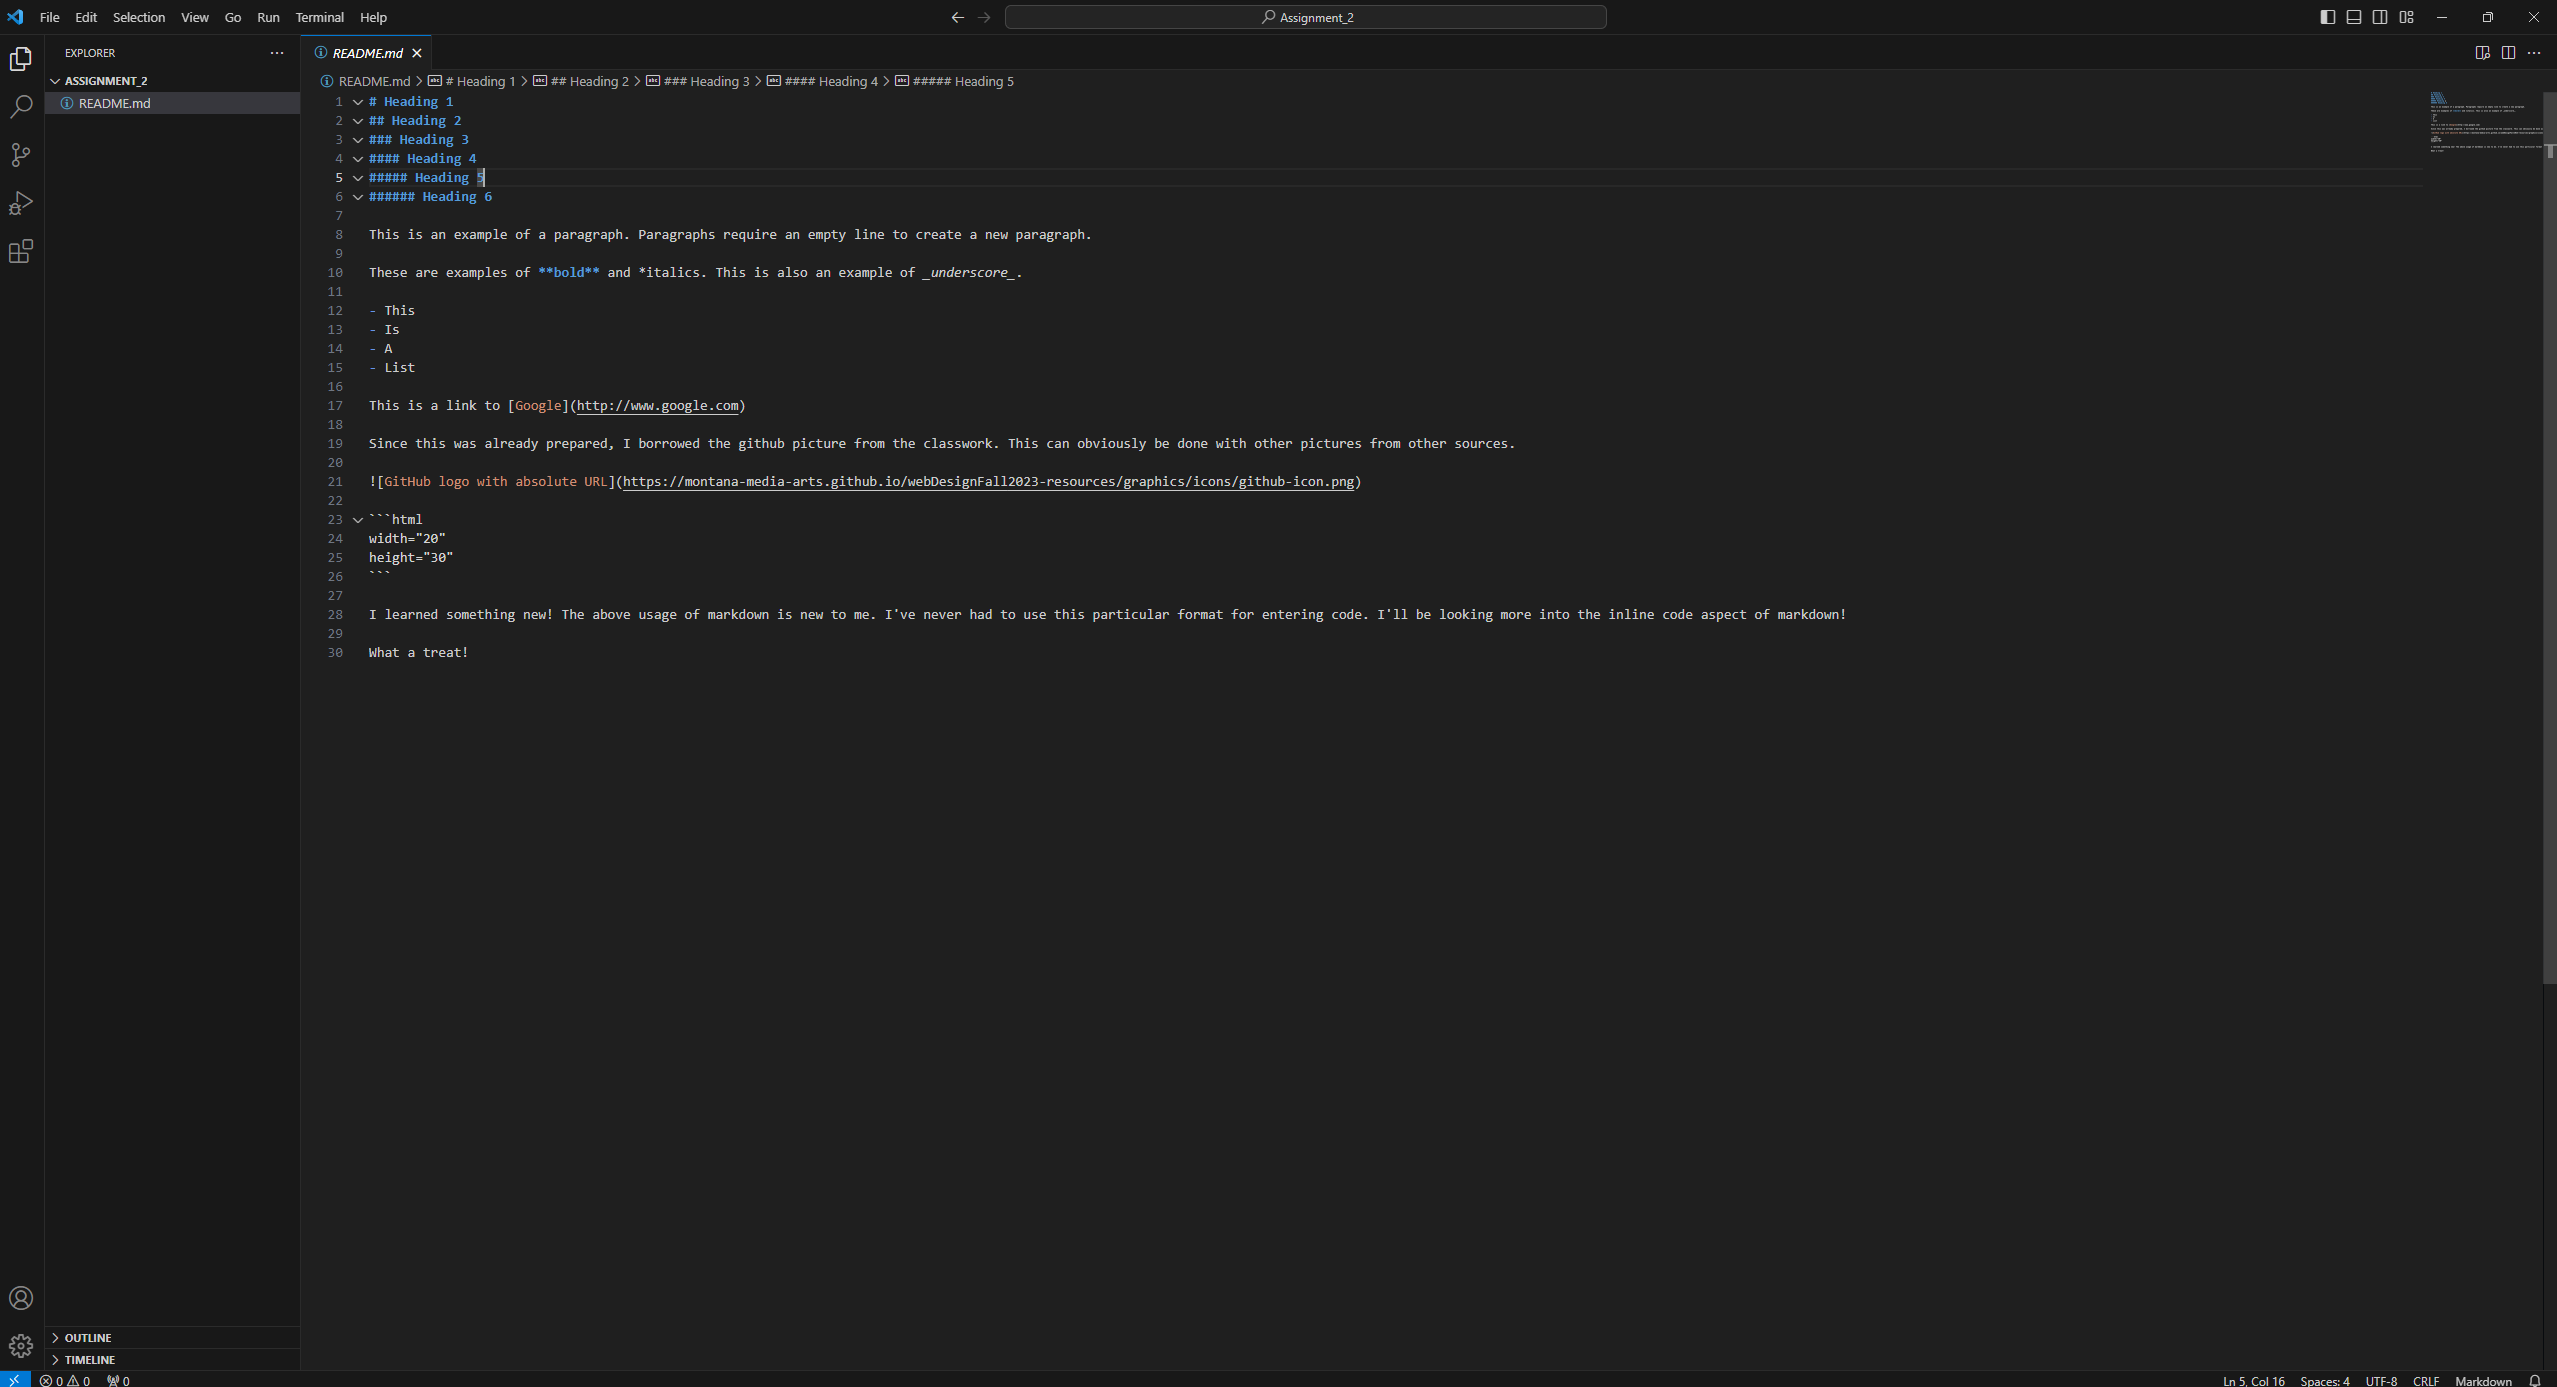 File Edit Selection View Go Run Terminal Help
Assignment_2
EXPLORER
ASSIGNMENT_2
README.md
README.md
README.md > # Heading 1 > ## Heading 2 > ### Heading 3 > #### Heading 4 > ##### Heading 5
1 # Heading 1
2 ## Heading 2
3 ### Heading 3
4 #### Heading 4
5 ##### Heading 5
6 ###### Heading 6
7
8 This is an example of a paragraph. Paragraphs require an empty line to create a new paragraph.
9
10 These are examples of **bold** and *italics. This is also an example of _underscore_.
11
12 - This
13 - Is
14 - A
15 - List
16
17 This is a link to [Google](http://www.google.com)
18
19 Since this was already prepared, I borrowed the github picture from the classwork. This can obviously be done with other pictures from other sources.
20
21 ![GitHub logo with absolute URL](https://montana-media-arts.github.io/webDesignFall2023-resources/graphics/icons/github-icon.png)
22
23 ```html
24 width="20"
25 height="30"
26 ```
27
28 I learned something new! The above usage of markdown is new to me. I've never had to use this particular format for entering code. I'll be looking more into the inline code aspect of markdown!
29
30 What a treat!
OUTLINE
TIMELINE
0 0 0
Ln 5, Col 16 Spaces: 4 UTF-8 CRLF Markdown